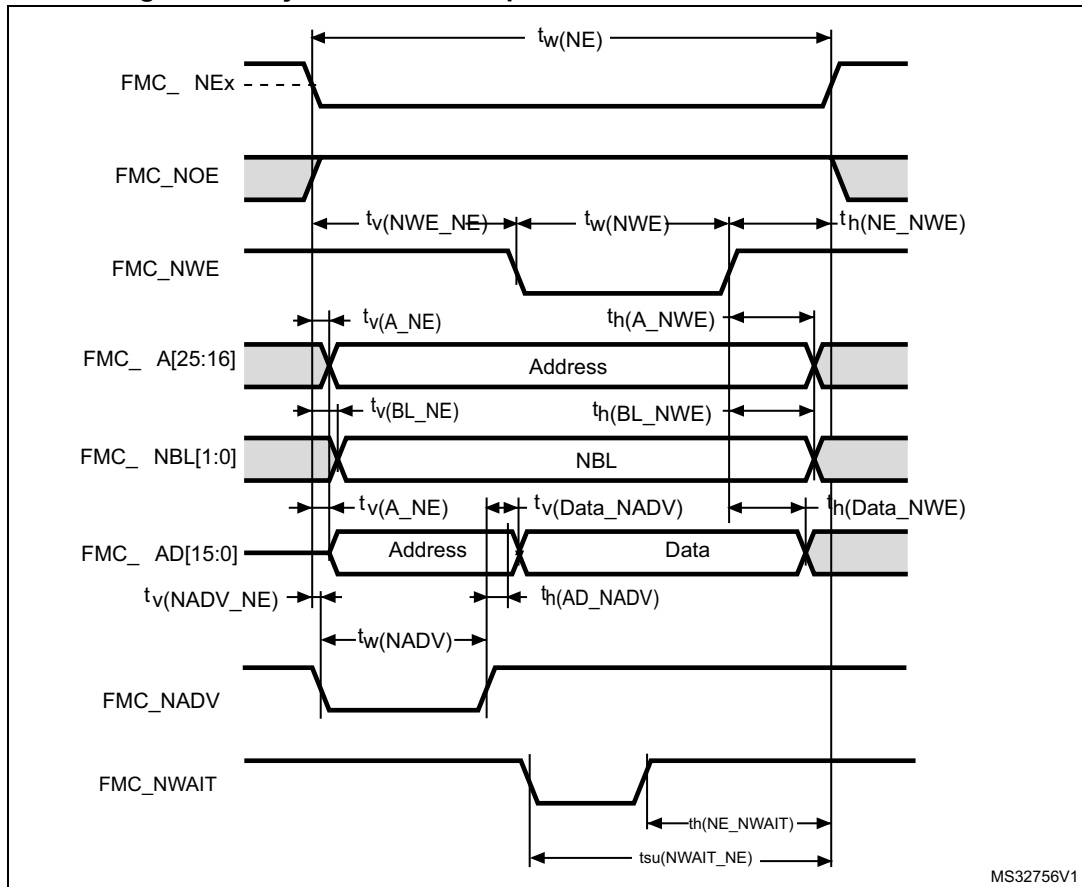 tw(NE)
FMC_ NEx
FMC_NOE
tv(NWE_NE)
tw(NWE)
th(NE_NWE)
FMC_NWE
tv(A_NE)
th(A_NWE)
FMC_ A[25:16]
Address
tv(BL_NE)
th(BL_NWE)
FMC_ NBL[1:0]
NBL
tv(A_NE)
tv(Data_NADV)
th(Data_NWE)
FMC_ AD[15:0]
Address
Data
tv(NADV_NE)
th(AD_NADV)
tw(NADV)
FMC_NADV
FMC_NWAIT
th(NE_NWAIT)
tsu(NWAIT_NE)
MS32756V1